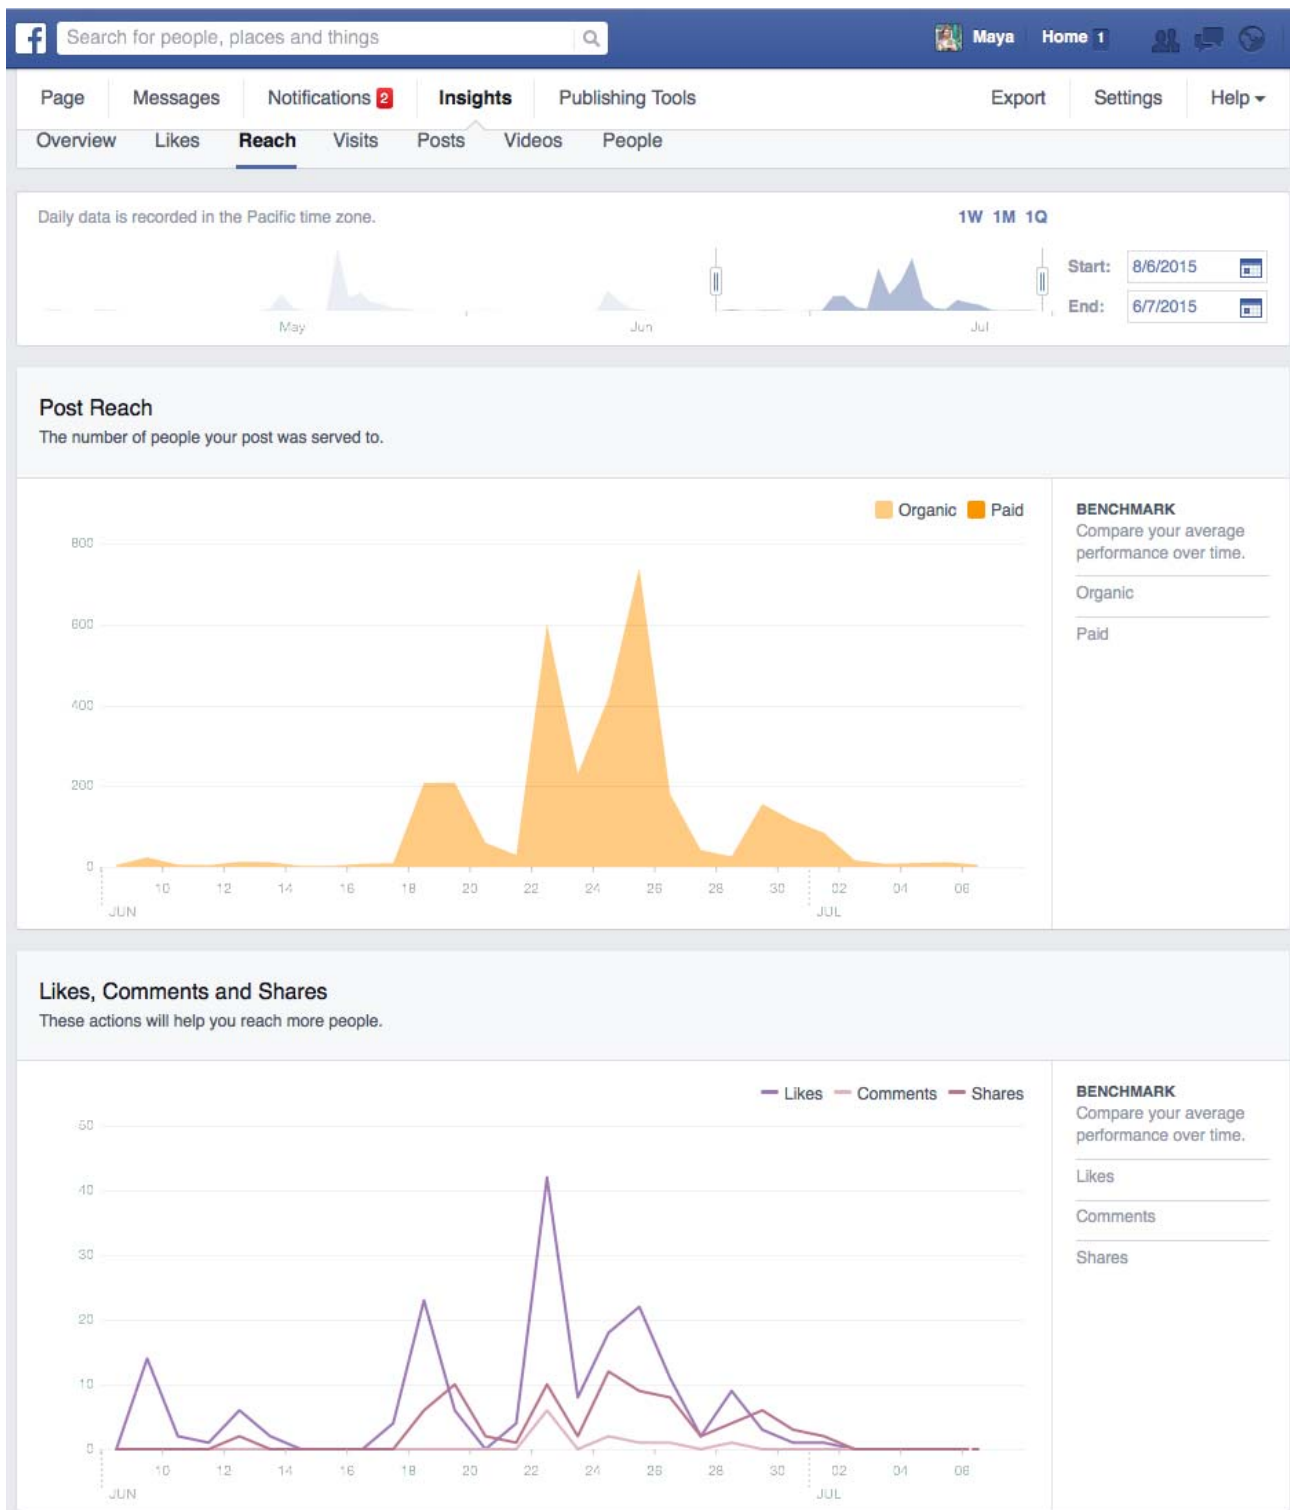 f Search for people, places and things Maya Home 1
Page Messages Notifications 2 Insights Publishing Tools Export Settings Help
Overview Likes Reach Visits Posts Videos People
Daily data is recorded in the Pacific time zone. 1W 1M 1Q
Start: 8/6/2015
End: 6/7/2015
May Jun Jul
Post Reach
The number of people your post was served to.
Organic Paid
BENCHMARK
Compare your average
performance over time.
Organic
Paid
800
600
400
200
0
10 12 14 16 18 20 22 24 26 28 30 02 04 06
JUN JUL
Likes, Comments and Shares
These actions will help you reach more people.
Likes Comments Shares
BENCHMARK
Compare your average
performance over time.
Likes
Comments
Shares
50
40
30
20
10
0
10 12 14 16 18 20 22 24 26 28 30 02 04 06
JUN JUL